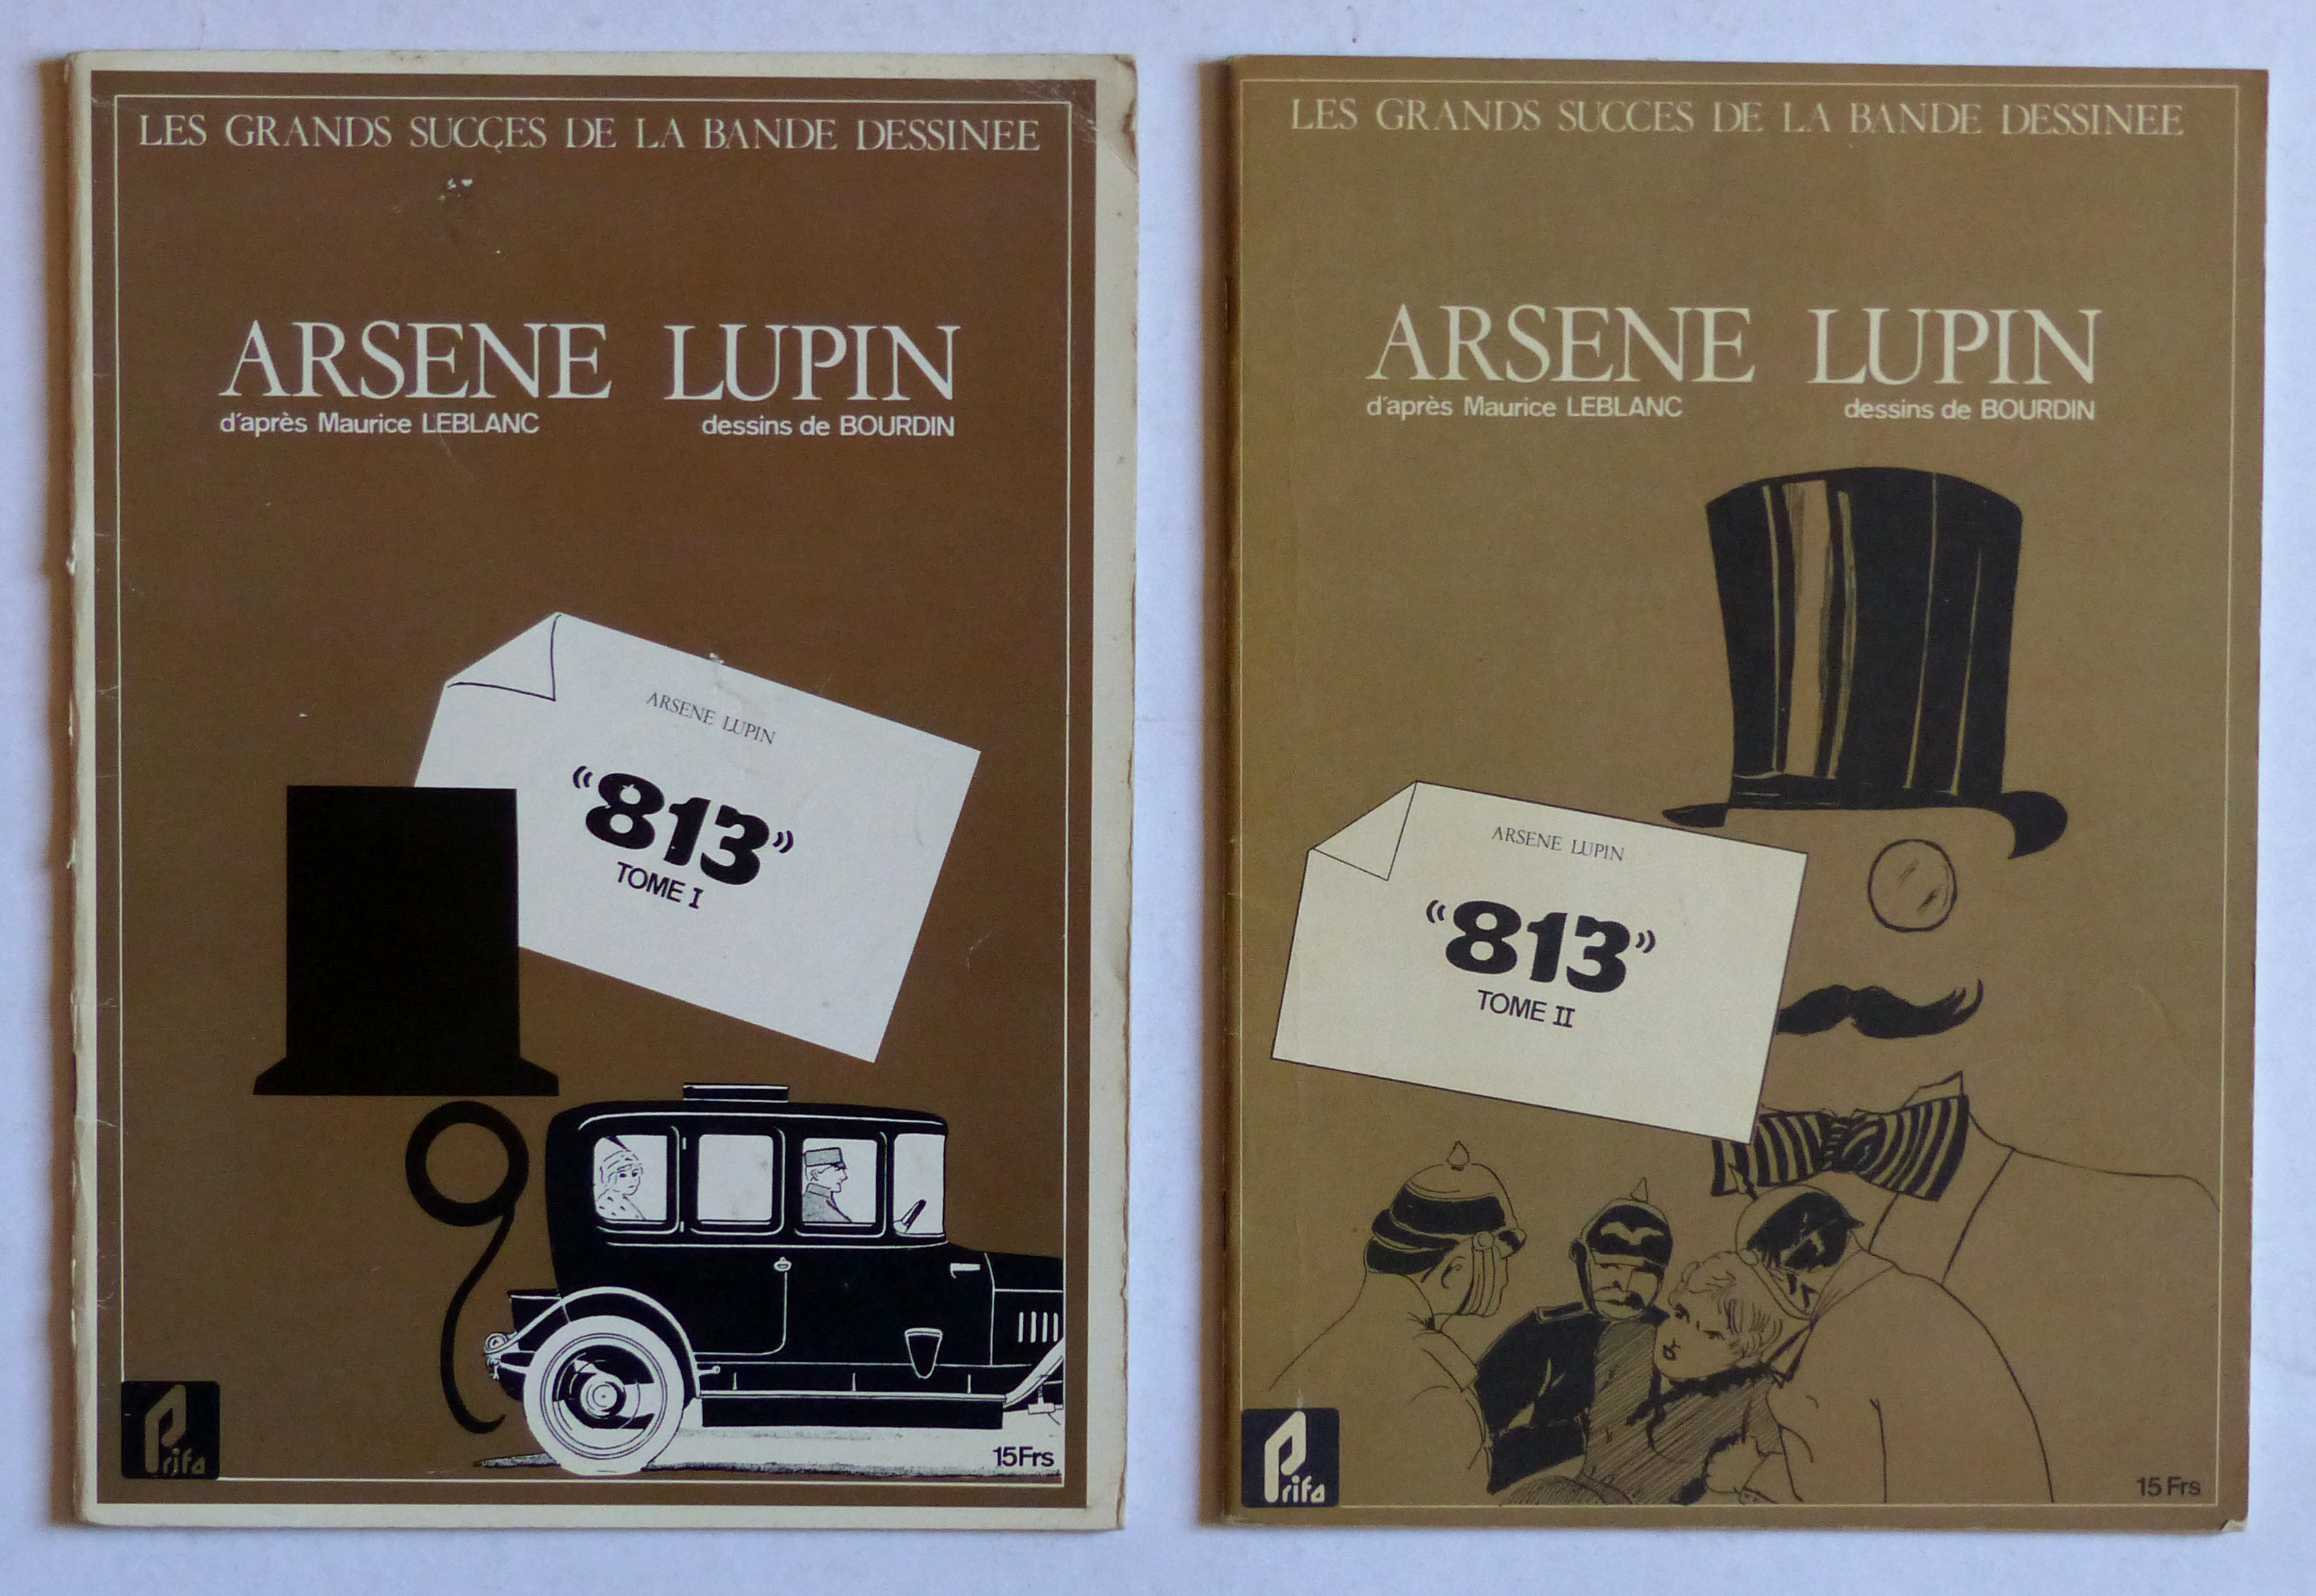 LES GRANDS SUCCES DE LA BANDE DESSINEE
ARSENE LUPIN
d'après Maurice LEBLANC
dessins de BOURDIN
ARSENE LUPIN
“813”
TOME I
Prifa
15Frs
LES GRANDS SUCCES DE LA BANDE DESSINEE
ARSENE LUPIN
d'après Maurice LEBLANC
dessins de BOURDIN
ARSENE LUPIN
“813”
TOME II
Prifa
15 Frs